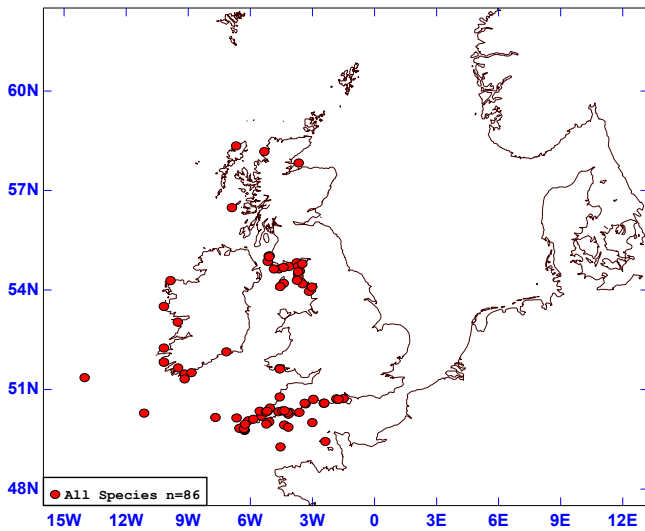 60N
57N
54N
51N
48N
All Species n=86
15W 12W 9W 6W 3W 0 3E 6E 9E 12E